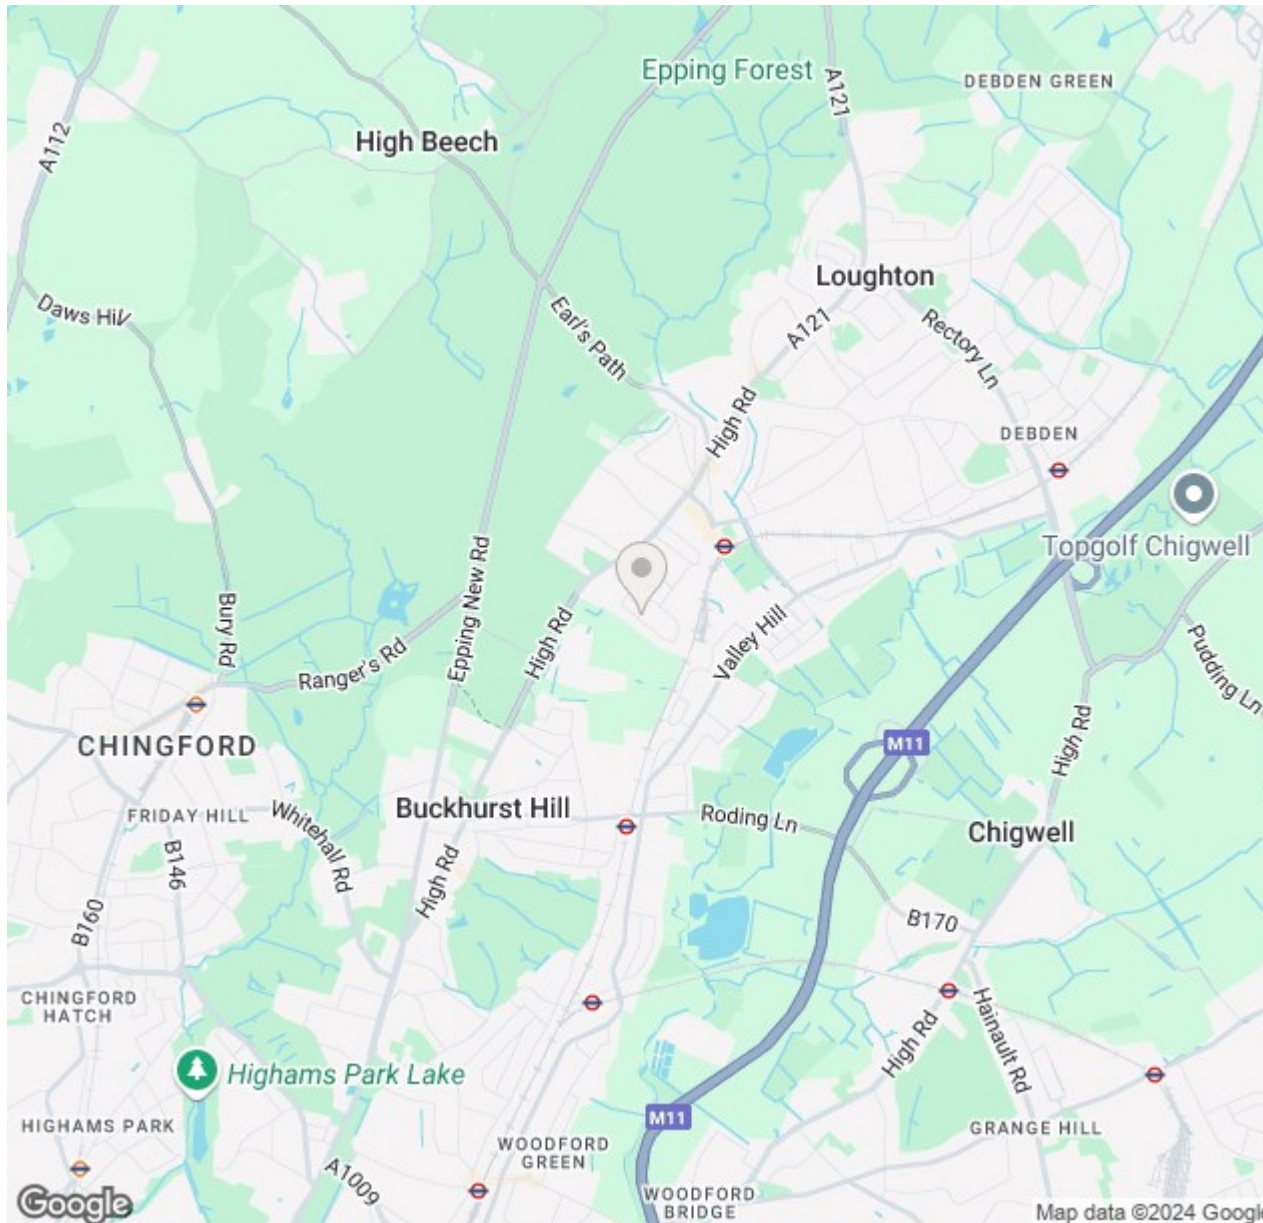 Epping Forest
A121
DEBDEN GREEN
A112
High Beech
Loughton
Daws Hill
Earl's Path
A121
Rectory Ln
High Rd
DEBDEN
Topgolf Chigwell
Epping New Rd
Bury Rd
High Rd
Valley Hill
Pudding Ln
Ranger's Rd
CHINGFORD
M11
High Rd
FRIDAY HILL
Whitehall Rd
Buckhurst Hill
Roding Ln
Chigwell
B146
High Rd
B160
B170
CHINGFORD
HATCH
High Rd
Hainault Rd
Highams Park Lake
M11
HIGHAMS PARK
WOODFORD
GREEN
GRANGE HILL
A1009
WOODFORD
BRIDGE
Google
Map data ©2024 Google